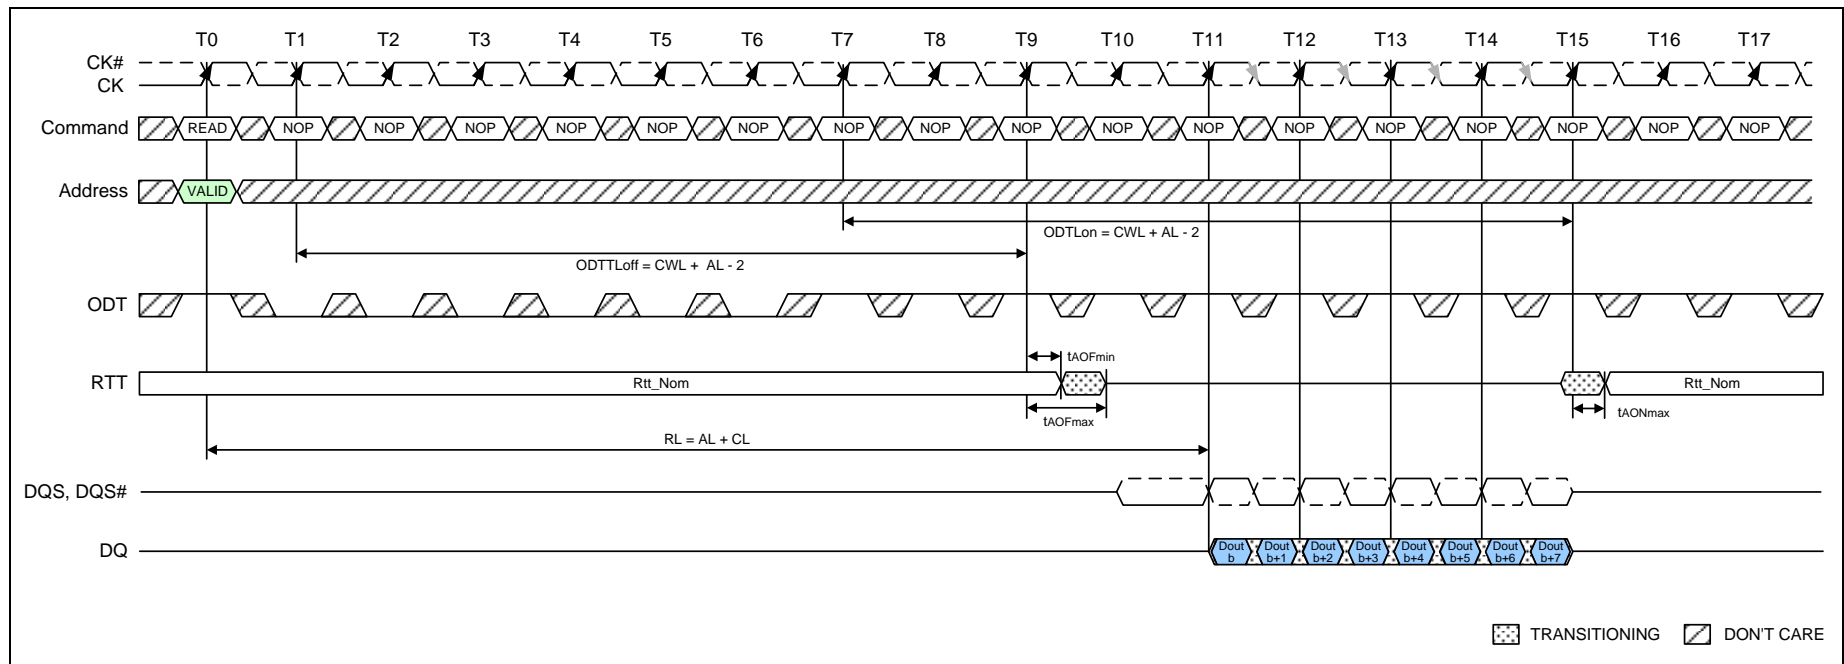 T0 T1 T2 T3 T4 T5 T6 T7 T8 T9 T10 T11 T12 T13 T14 T15 T16 T17
CK#
CK
Command READ NOP NOP NOP NOP NOP NOP NOP NOP NOP NOP NOP NOP NOP NOP NOP NOP NOP
Address VALID
ODTLon = CWL + AL - 2
ODTTLoff = CWL + AL - 2
ODT
tAOFmin
RTT Rtt_Nom Rtt_Nom
tAOFmax tAONmax
RL = AL + CL
DQS, DQS#
DQ
Dout Dout Dout Dout Dout Dout Dout Dout
b b+1 b+2 b+3 b+4 b+5 b+6 b+7
TRANSITIONING DON'T CARE